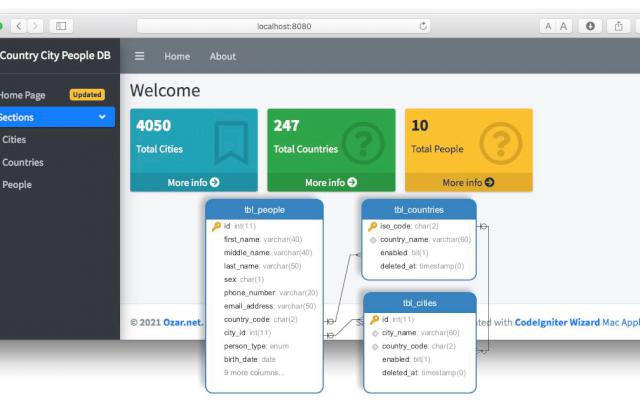 localhost:8080
A A
Country City People DB
Home About
Home Page Updated
Sections
Cities
Countries
People
Welcome
4050
Total Cities
More info
247
Total Countries
More info
10
Total People
More info
tbl_people
id: int(11)
first_name: varchar(40)
middle_name: varchar(40)
last_name: varchar(50)
sex: char(1)
phone_number: varchar(20)
email_address: varchar(50)
country_code: char(2)
city_id: int(11)
person_type: enum
birth_date: date
9 more columns...
tbl_countries
iso_code: char(2)
country_name: varchar(60)
enabled: bit(1)
deleted_at: timestamp(0)
tbl_cities
id: int(11)
city_name: varchar(60)
country_code: char(2)
enabled: bit(1)
deleted_at: timestamp(0)
© 2021 Ozar.net. with CodeIgniter Wizard Mac